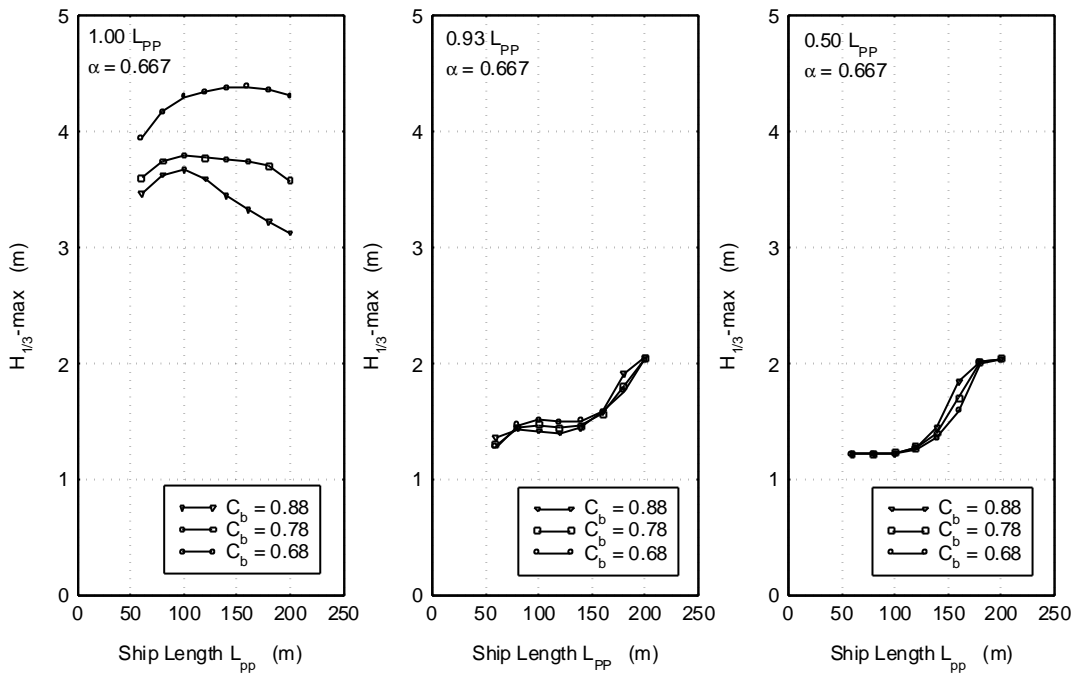 1.00 L_PP
α = 0.667
5
4
3
2
1
0
H_1/3-max (m)
C_b = 0.88
C_b = 0.78
C_b = 0.68
0 50 100 150 200 250
Ship Length L_pp (m)
0.93 L_PP
α = 0.667
5
4
3
2
1
0
H_1/3-max (m)
C_b = 0.88
C_b = 0.78
C_b = 0.68
0 50 100 150 200 250
Ship Length L_PP (m)
0.50 L_PP
α = 0.667
5
4
3
2
1
0
H_1/3-max (m)
C_b = 0.88
C_b = 0.78
C_b = 0.68
0 50 100 150 200 250
Ship Length L_pp (m)